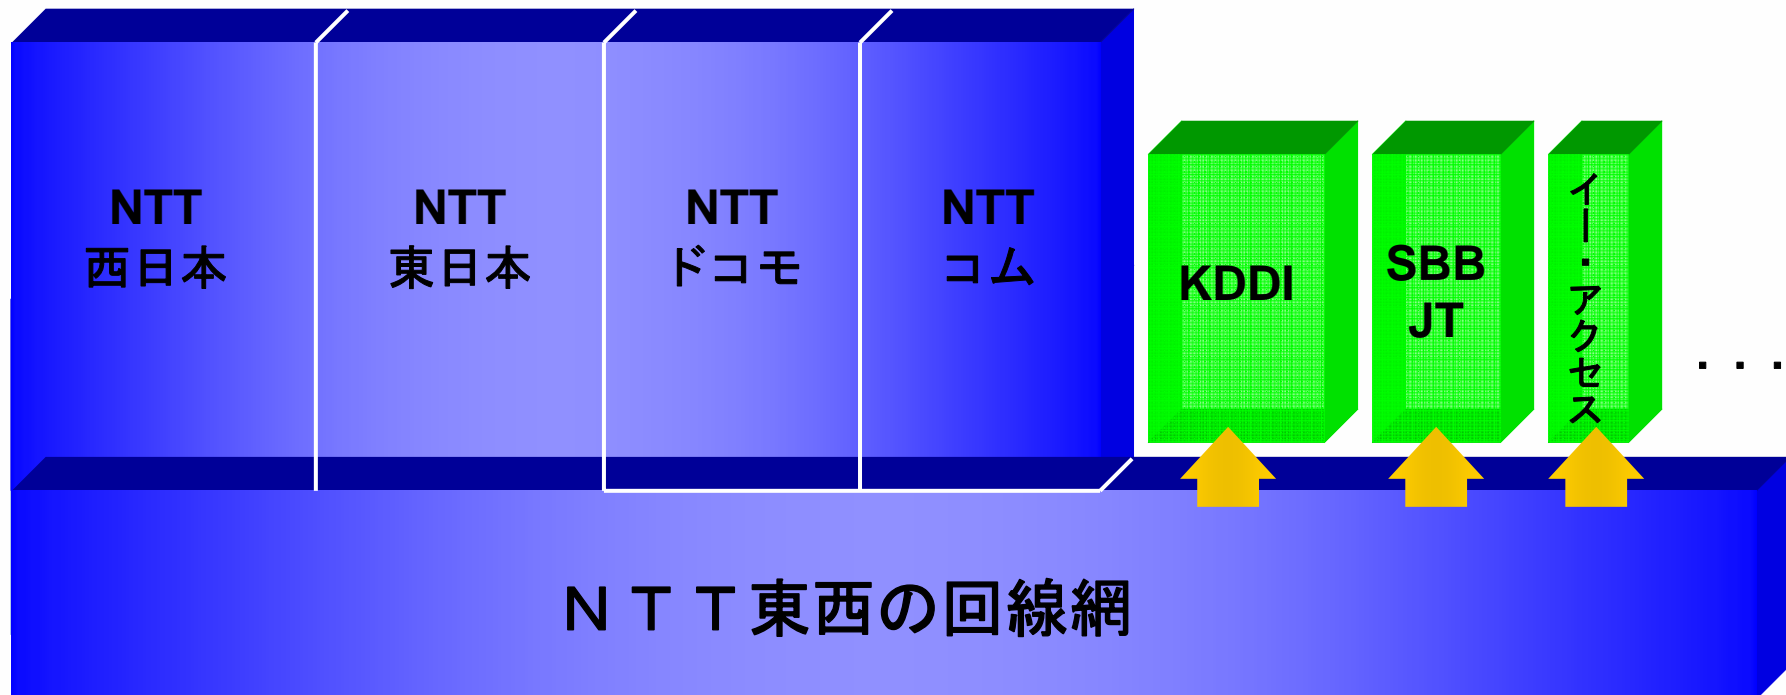 NTT
西日本
NTT
東日本
NTT
ドコモ
NTT
コム
KDDI
SBB
JT
イー・アクセス
・・・
ＮＴＴ東西の回線網